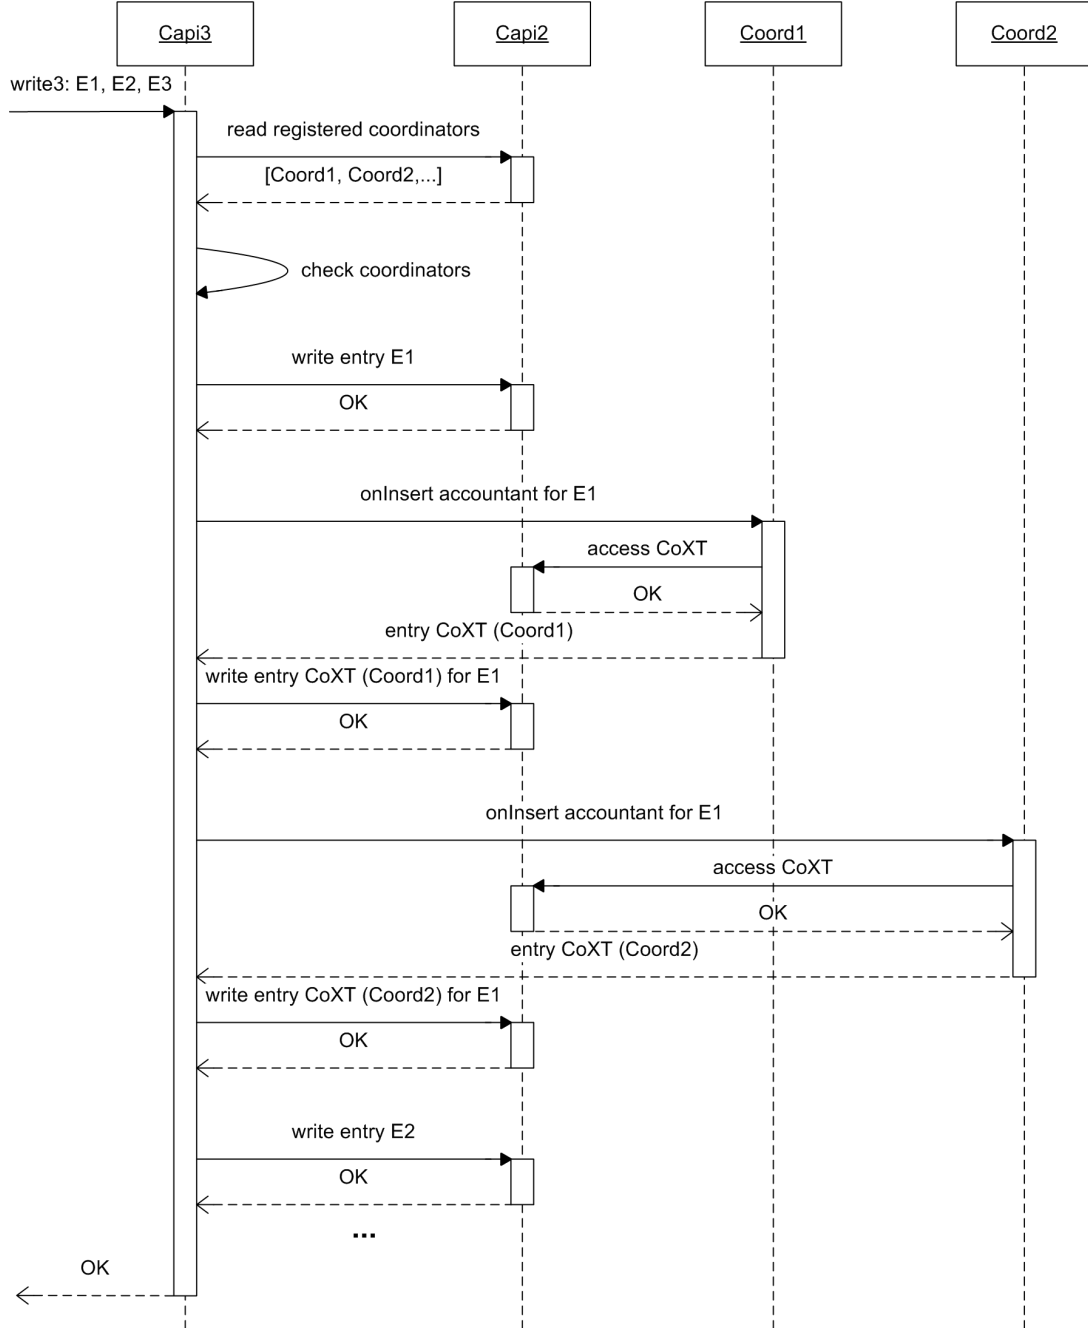 Capi3
Capi2
Coord1
Coord2
write3: E1, E2, E3
read registered coordinators
[Coord1, Coord2,...]
check coordinators
write entry E1
OK
onInsert accountant for E1
access CoXT
OK
entry CoXT (Coord1)
write entry CoXT (Coord1) for E1
OK
onInsert accountant for E1
access CoXT
OK
entry CoXT (Coord2)
write entry CoXT (Coord2) for E1
OK
write entry E2
OK
...
OK